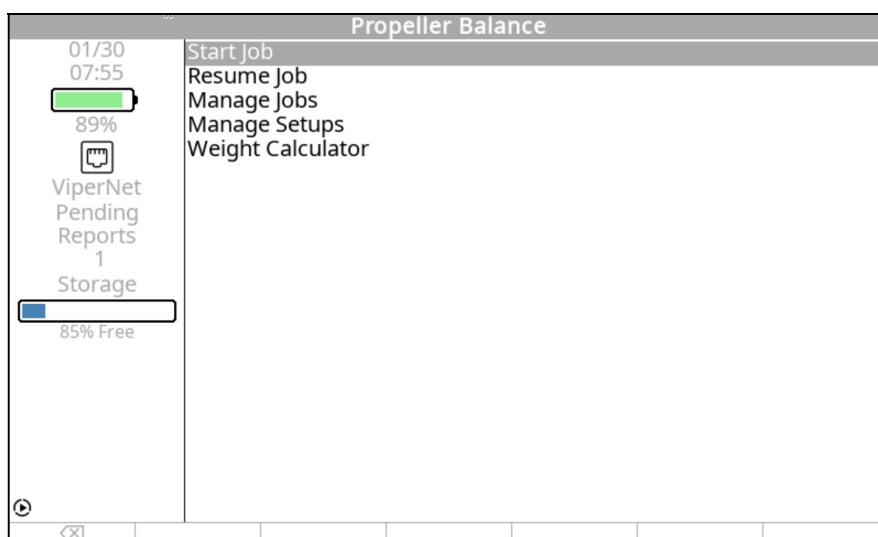 Propeller Balance
01/30
07:55
89%
ViperNet
Pending
Reports
1
Storage
85% Free
Start Job
Resume Job
Manage Jobs
Manage Setups
Weight Calculator